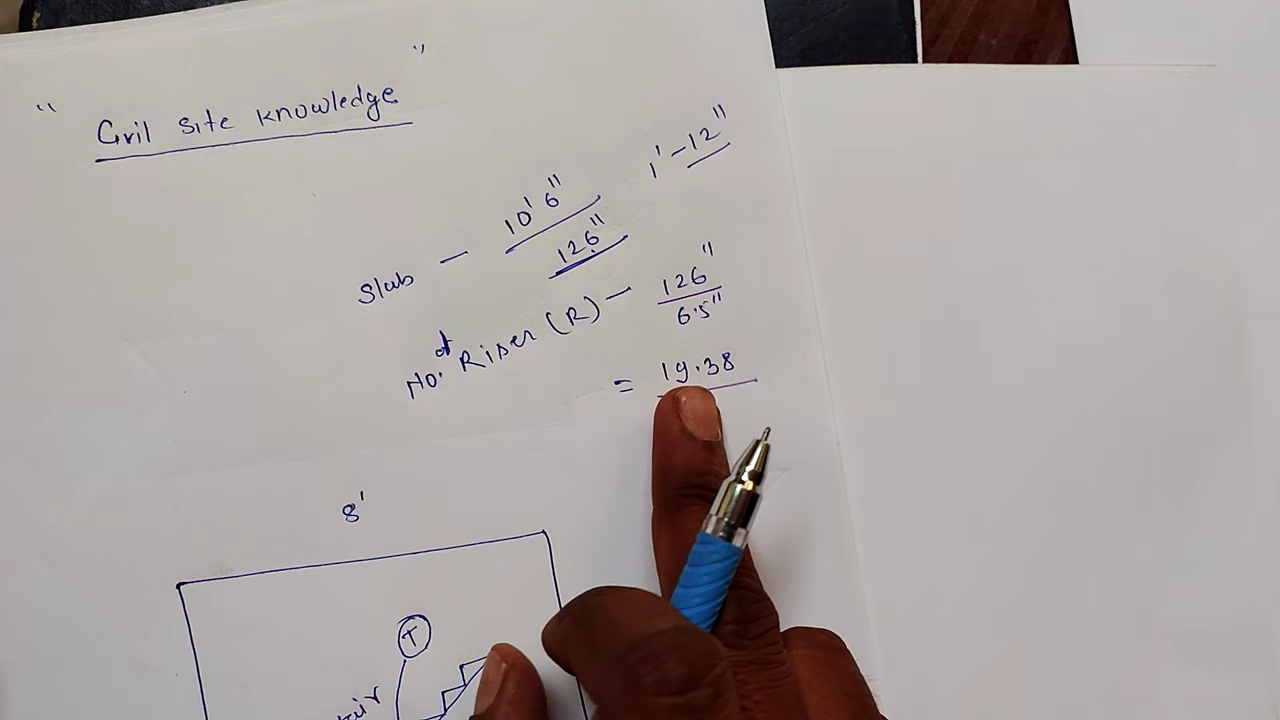 " Civil Site Knowledge "
Slab - 10'6" 1'-12"
126"
No. of Riser (R) - 126"
6.5"
= 19.38
8'
T